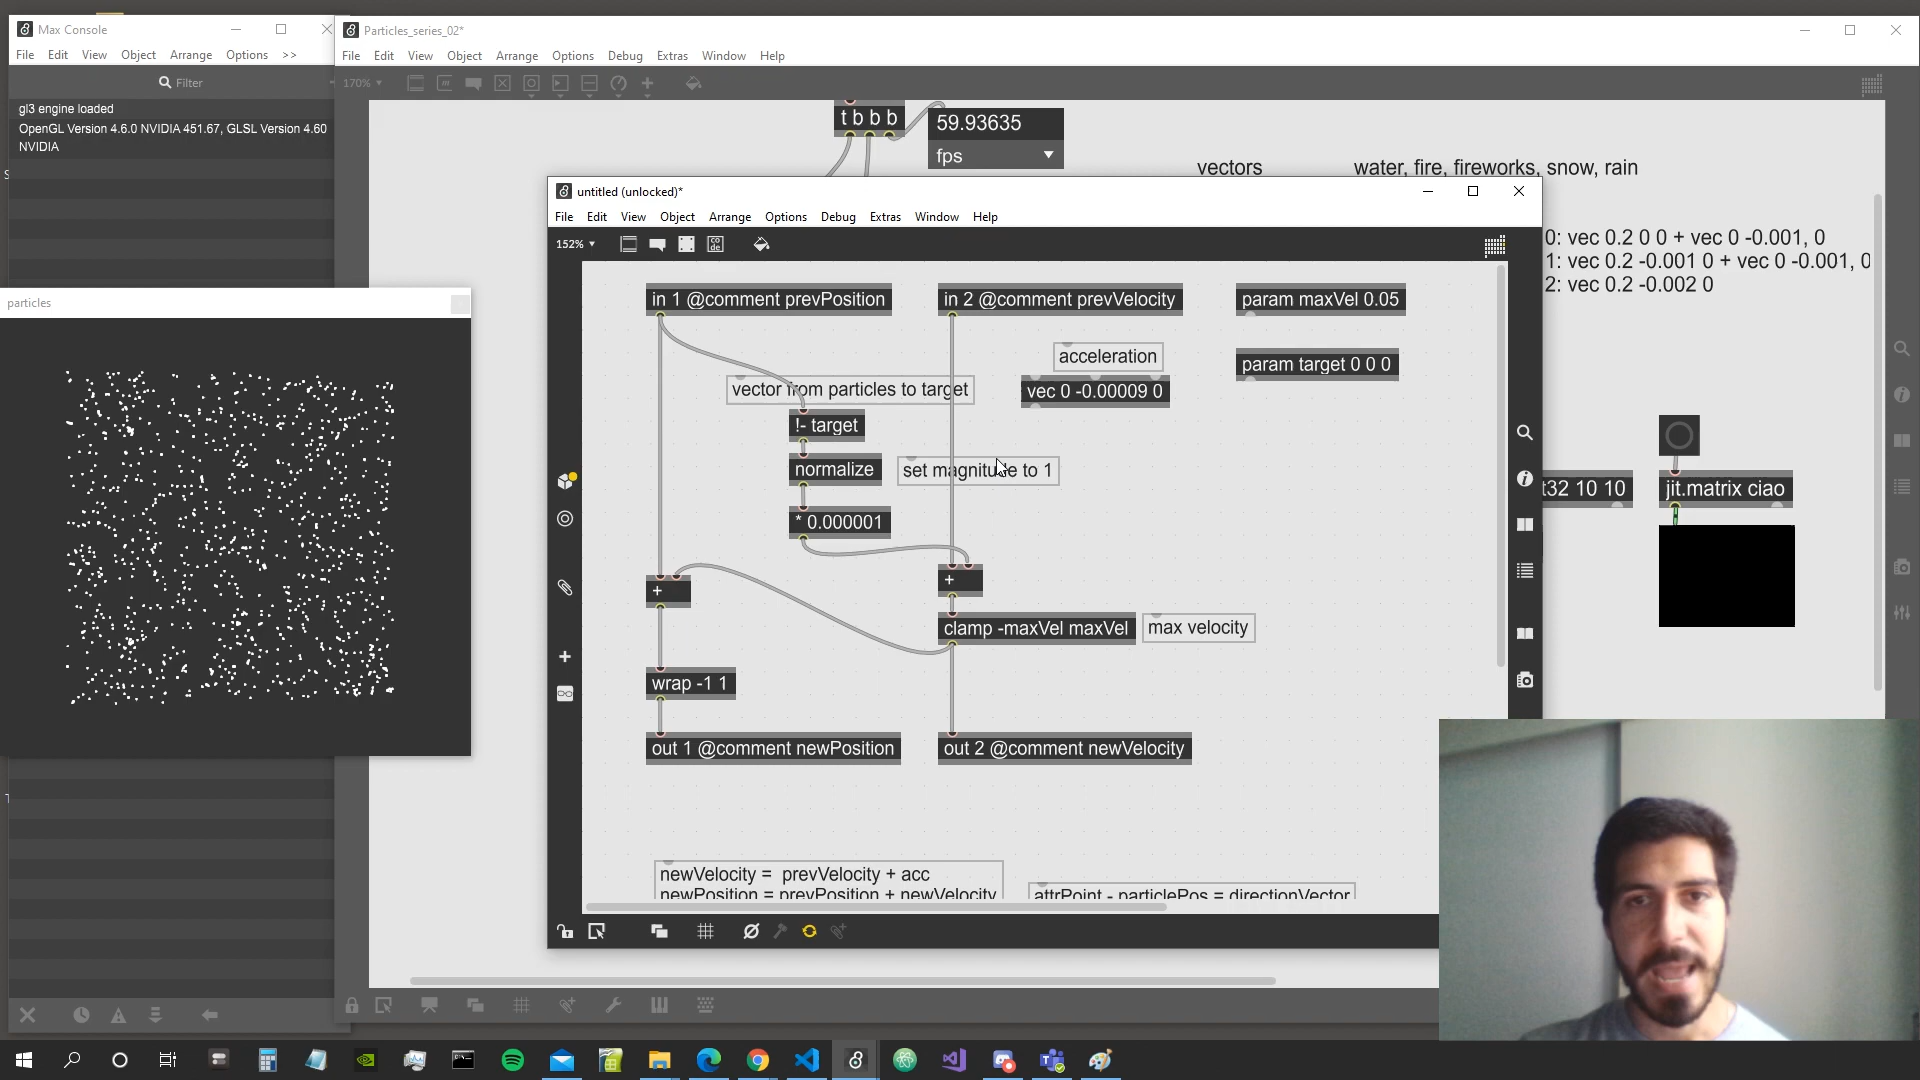 Max Console
File Edit View Object Arrange Options >>
Filter
gl3 engine loaded
OpenGL Version 4.6.0 NVIDIA 451.67, GLSL Version 4.60
NVIDIA
Particles_series_02*
File Edit View Object Arrange Options Debug Extras Window Help
170%
t b b b
59.93635
fps
vectors
water, fire, fireworks, snow, rain
0: vec 0.2 0 0 + vec 0 -0.001, 0
1: vec 0.2 -0.001 0 + vec 0 -0.001, 0
2: vec 0.2 -0.002 0
t32 10 10
jit.matrix ciao
particles
untitled (unlocked)*
File Edit View Object Arrange Options Debug Extras Window Help
152%
in 1 @comment prevPosition
in 2 @comment prevVelocity
param maxVel 0.05
acceleration
param target 0 0 0
vector from particles to target
vec 0 -0.00009 0
!- target
normalize
set magnitude to 1
* 0.000001
+
+
clamp -maxVel maxVel
max velocity
wrap -1 1
out 1 @comment newPosition
out 2 @comment newVelocity
newVelocity = prevVelocity + acc
newPosition = prevPosition + newVelocity
attrPoint - particlePos = directionVector